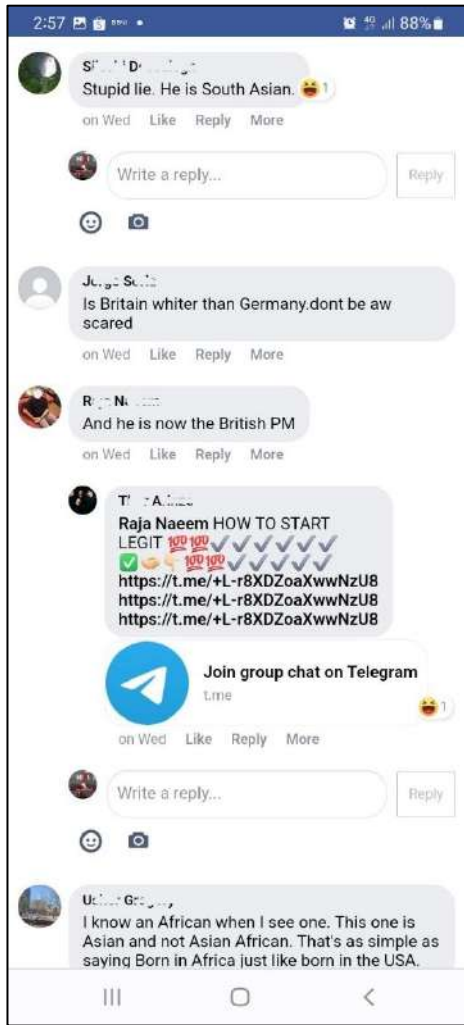 2:57 88%
Stupid lie. He is South Asian. 😆 1
on Wed Like Reply More
Write a reply... Reply
Is Britain whiter than Germany.dont be aw
scared
on Wed Like Reply More
And he is now the British PM
on Wed Like Reply More
Raja Naeem HOW TO START
LEGIT 💯💯✔✔✔✔✔✔
✅🤝👇💯💯✔✔✔✔✔
https://t.me/+L-r8XDZoaXwwNzU8
https://t.me/+L-r8XDZoaXwwNzU8
https://t.me/+L-r8XDZoaXwwNzU8
Join group chat on Telegram
t.me
😆 1
on Wed Like Reply More
Write a reply... Reply
I know an African when I see one. This one is
Asian and not Asian African. That's as simple as
saying Born in Africa just like born in the USA.